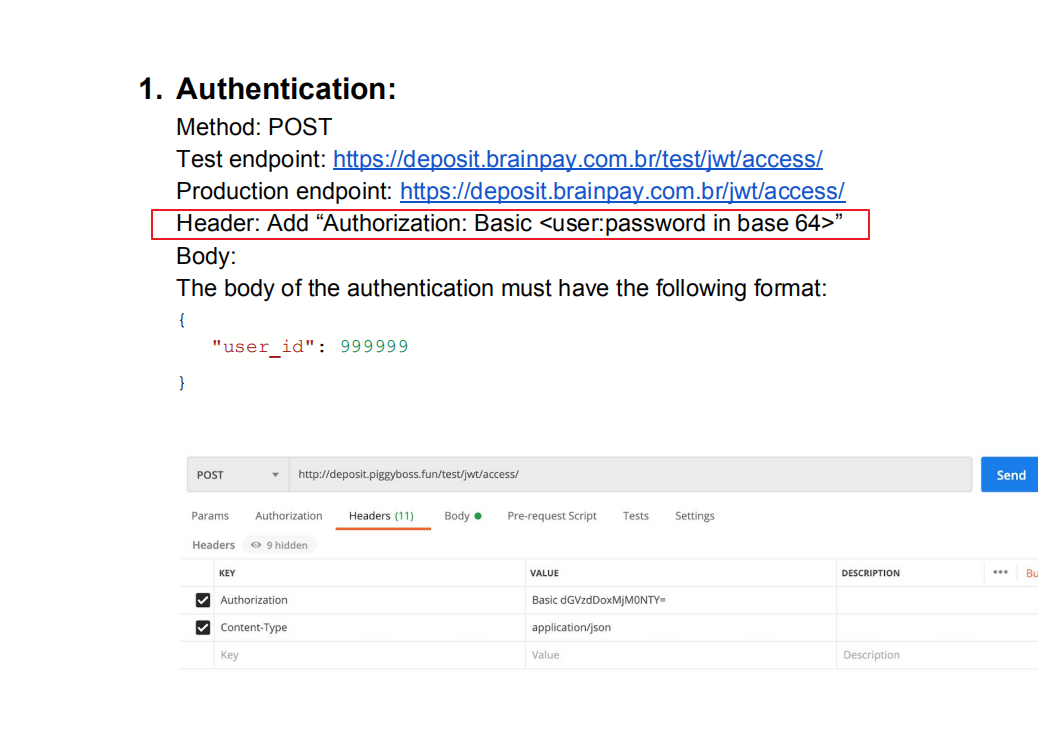 1. Authentication:
Method: POST
Test endpoint: https://deposit.brainpay.com.br/test/jwt/access/
Production endpoint: https://deposit.brainpay.com.br/jwt/access/
Header: Add “Authorization: Basic <user:password in base 64>”
Body:
The body of the authentication must have the following format:
{
"user_id": 999999
}
POST http://deposit.piggyboss.fun/test/jwt/access/ Send
Params Authorization Headers (11) Body Pre-request Script Tests Settings
Headers 9 hidden
KEY VALUE DESCRIPTION ••• Bu
Authorization Basic dGVzdDoxMjM0NTY=
Content-Type application/json
Key Value Description